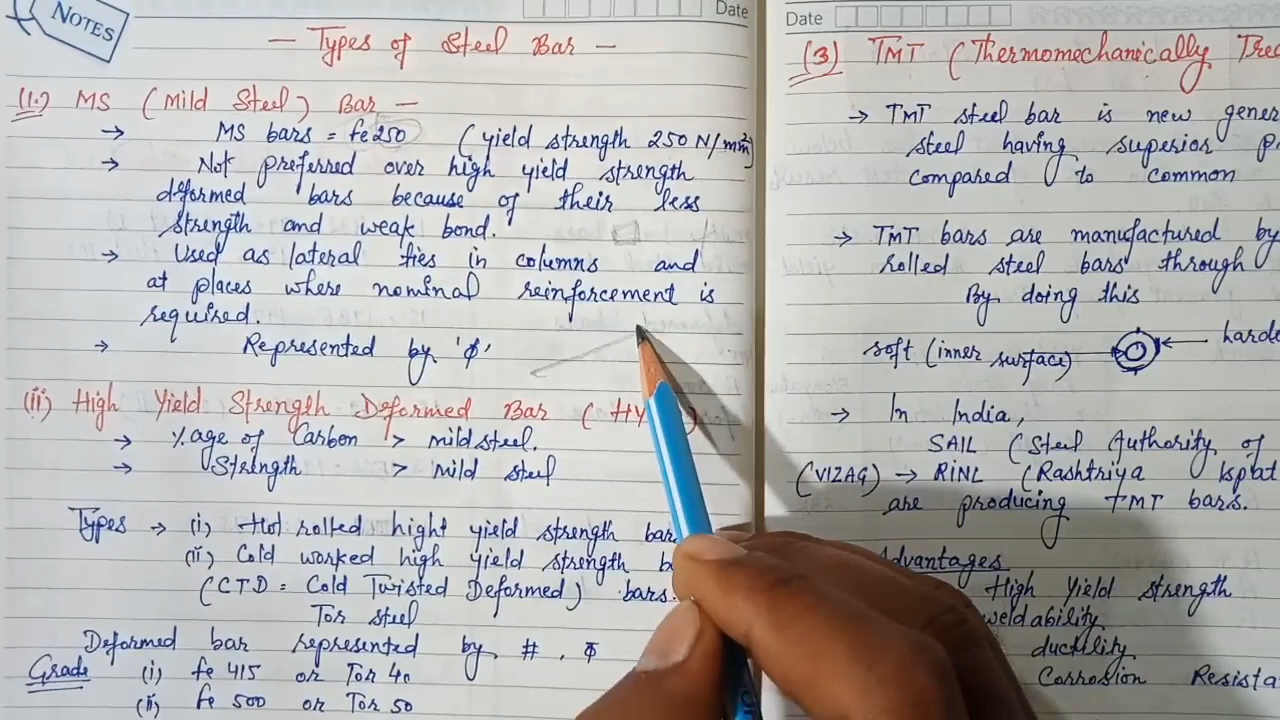 NOTES
Date
— Types of Steel Bar —
(1.) MS (Mild Steel) Bar —
→ MS bars = fe250 (yield strength 250 N/mm²)
→ Not preferred over high yield strength
deformed bars because of their less
strength and weak bond.
→ Used as lateral ties in columns and
at places where nominal reinforcement is
required.
→ Represented by 'ϕ'
(ii) High Yield Strength Deformed Bar (HY )
→ %age of Carbon > mild steel.
→ Strength > mild steel
Types → (i) Hot rolled hight yield strength bar
(ii) Cold worked high yield strength b
(CTD = Cold Twisted Deformed) bars.
Tor steel
Deformed bar represented by #, Φ
Grade (i) fe 415 or Tor 40
(ii) fe 500 or Tor 50
Date
(3) TMT (Thermomechanically Trea
→ TMT steel bar is new gener
steel having superior p
compared to common
→ TMT bars are manufactured by
rolled steel bars through
By doing this
soft (inner surface) → ← harde
→ In India,
SAIL (Steel Authority of
(VIZAG) → RINL (Rashtriya Ispat
are producing TMT bars.
Advantages
High Yield strength
weldability
ductility
Corrosion Resista